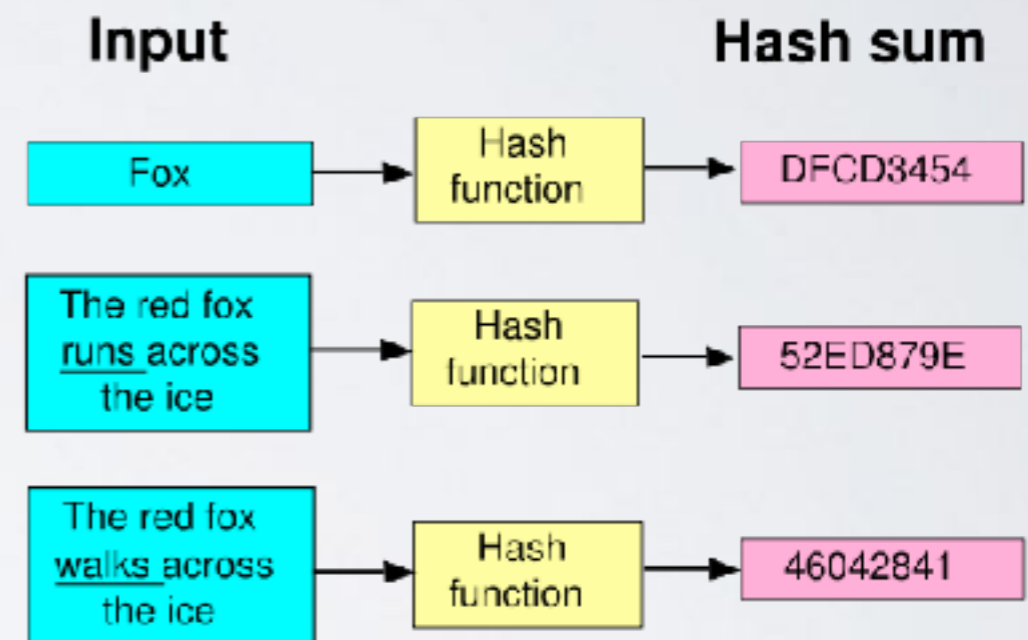 Input
Hash sum
Fox
Hash
function
DFCD3454
The red fox
runs across
the ice
Hash
function
52ED879E
The red fox
walks across
the ice
Hash
function
46042841